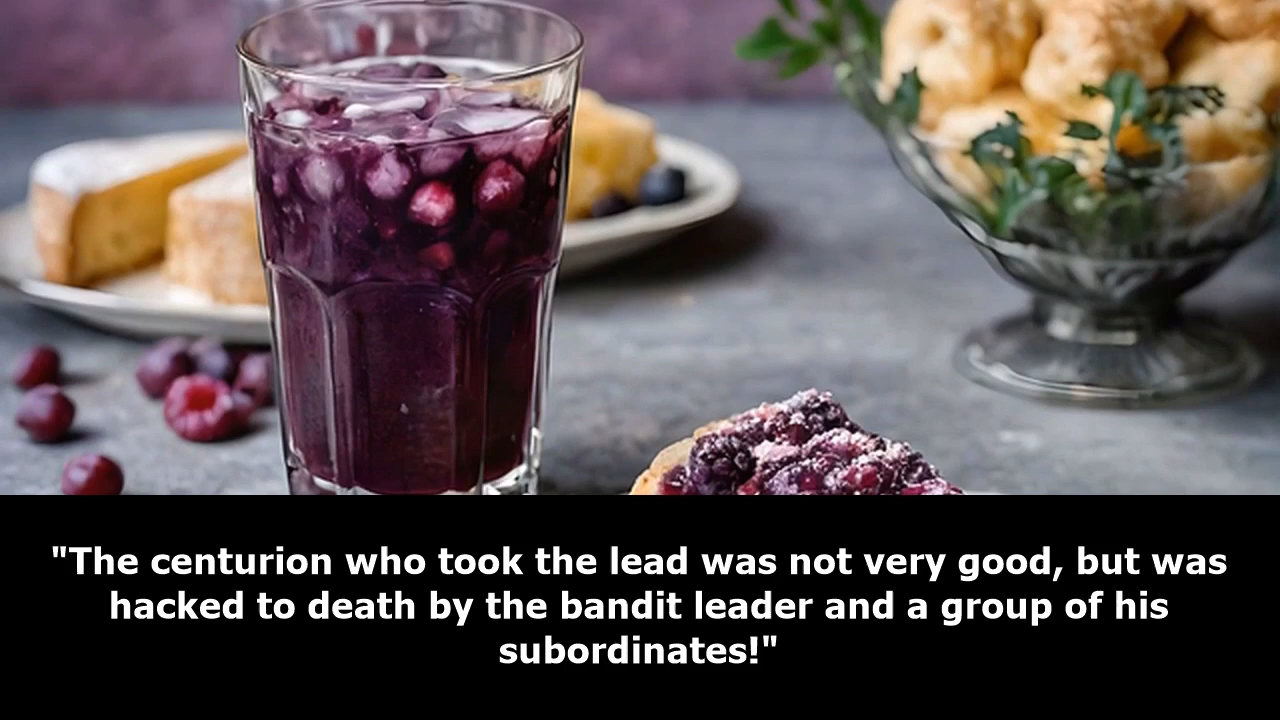 "The centurion who took the lead was not very good, but was
hacked to death by the bandit leader and a group of his
subordinates!"